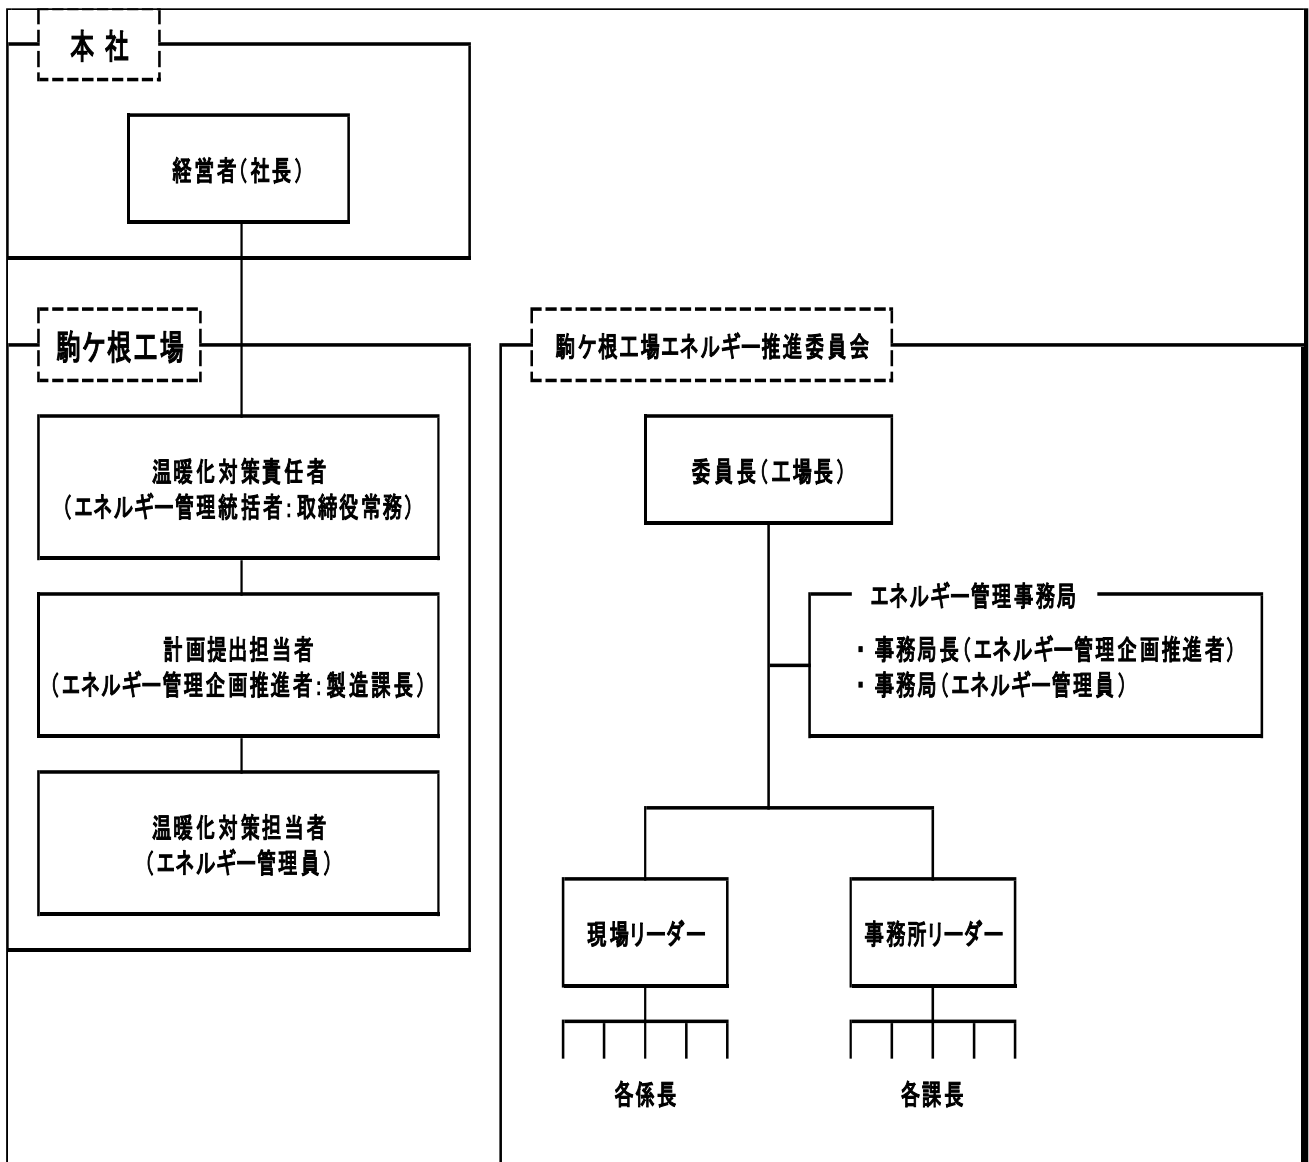 本社
経営者(社長)
駒ケ根工場
温暖化対策責任者
(エネルギー管理統括者:取締役常務)
計画提出担当者
(エネルギー管理企画推進者:製造課長)
温暖化対策担当者
(エネルギー管理員)
駒ケ根工場エネルギー推進委員会
委員長(工場長)
エネルギー管理事務局
・事務局長(エネルギー管理企画推進者)
・事務局(エネルギー管理員)
現場リーダー
事務所リーダー
各係長
各課長